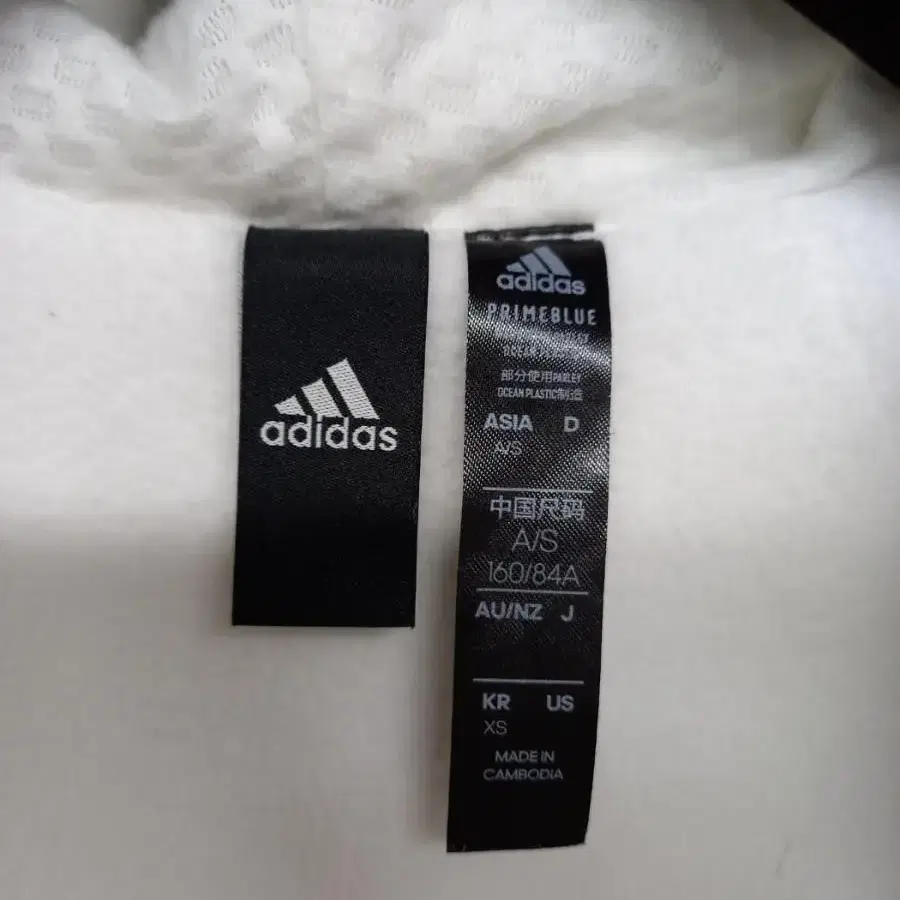 adidas
adidas
PRIMEBLUE
OCEAN PLASTIC
部分使用PARLEY
OCEAN PLASTIC制造
ASIA D
A/S
中国尺码
A/S
160/84A
AU/NZ J
KR US
XS
MADE IN
CAMBODIA